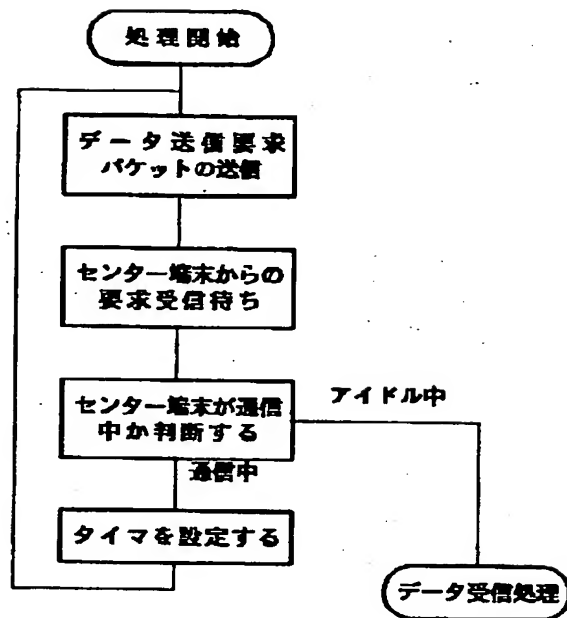 処理開始
データ送信要求
パケットの送信
センター端末からの
要求受信待ち
センター端末が通信
中か判断する
アイドル中
通信中
タイマを設定する
データ受信処理